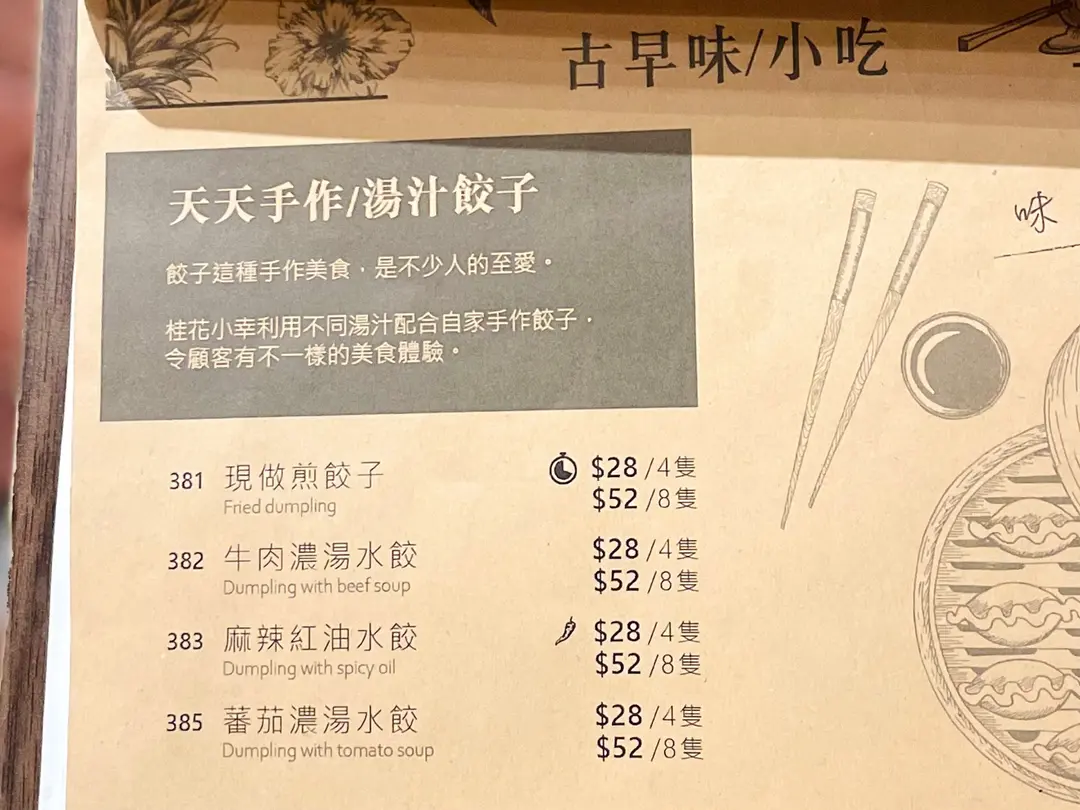 古早味/小吃
天天手作/湯汁餃子
餃子這種手作美食，是不少人的至愛。
桂花小幸利用不同湯汁配合自家手作餃子，
令顧客有不一樣的美食體驗。
味
381 現做煎餃子 $28/4隻
Fried dumpling $52/8隻
382 牛肉濃湯水餃 $28/4隻
Dumpling with beef soup $52/8隻
383 麻辣紅油水餃 $28/4隻
Dumpling with spicy oil $52/8隻
385 蕃茄濃湯水餃 $28/4隻
Dumpling with tomato soup $52/8隻